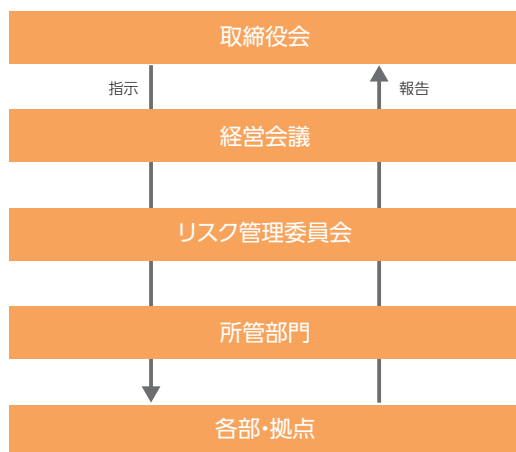 取締役会
指示
報告
経営会議
リスク管理委員会
所管部門
各部・拠点